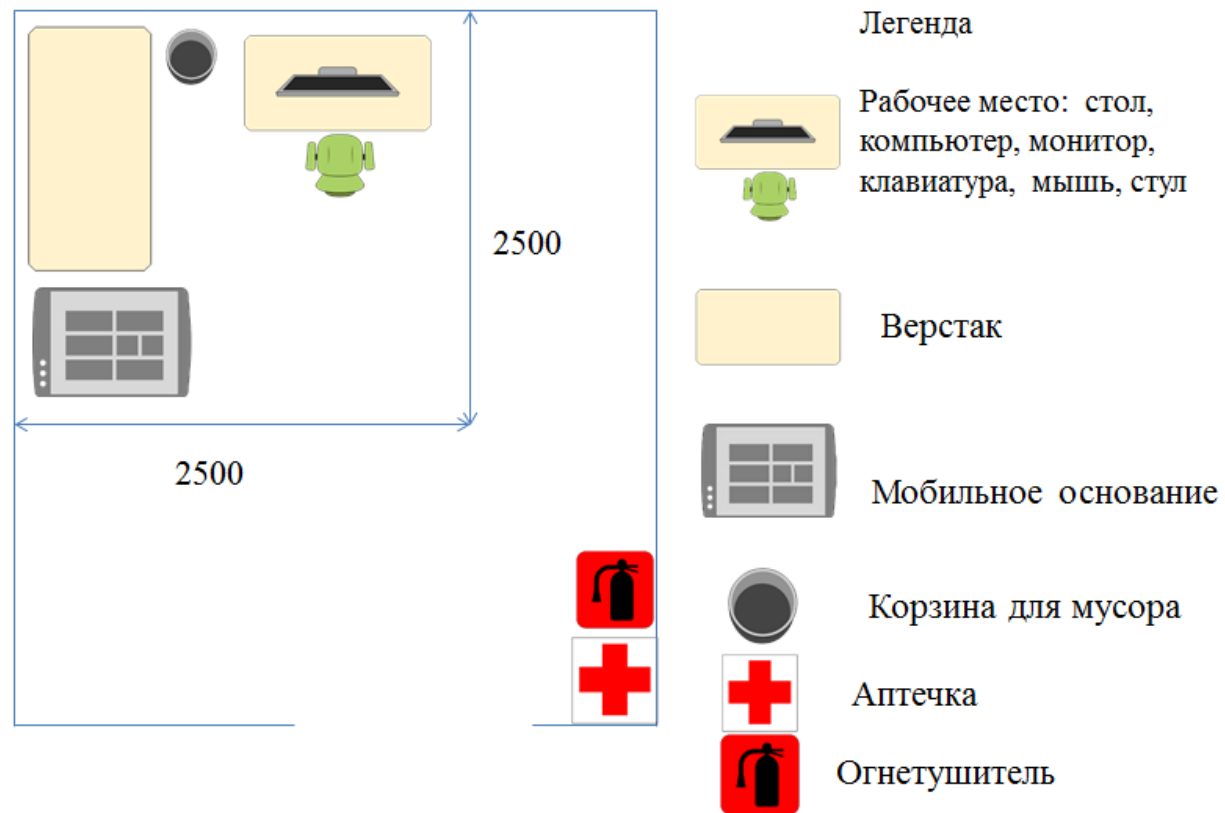 Легенда
Рабочее место: стол,
компьютер, монитор,
клавиатура, мышь, стул
2500
Верстак
2500
Мобильное основание
Корзина для мусора
Аптечка
Огнетушитель